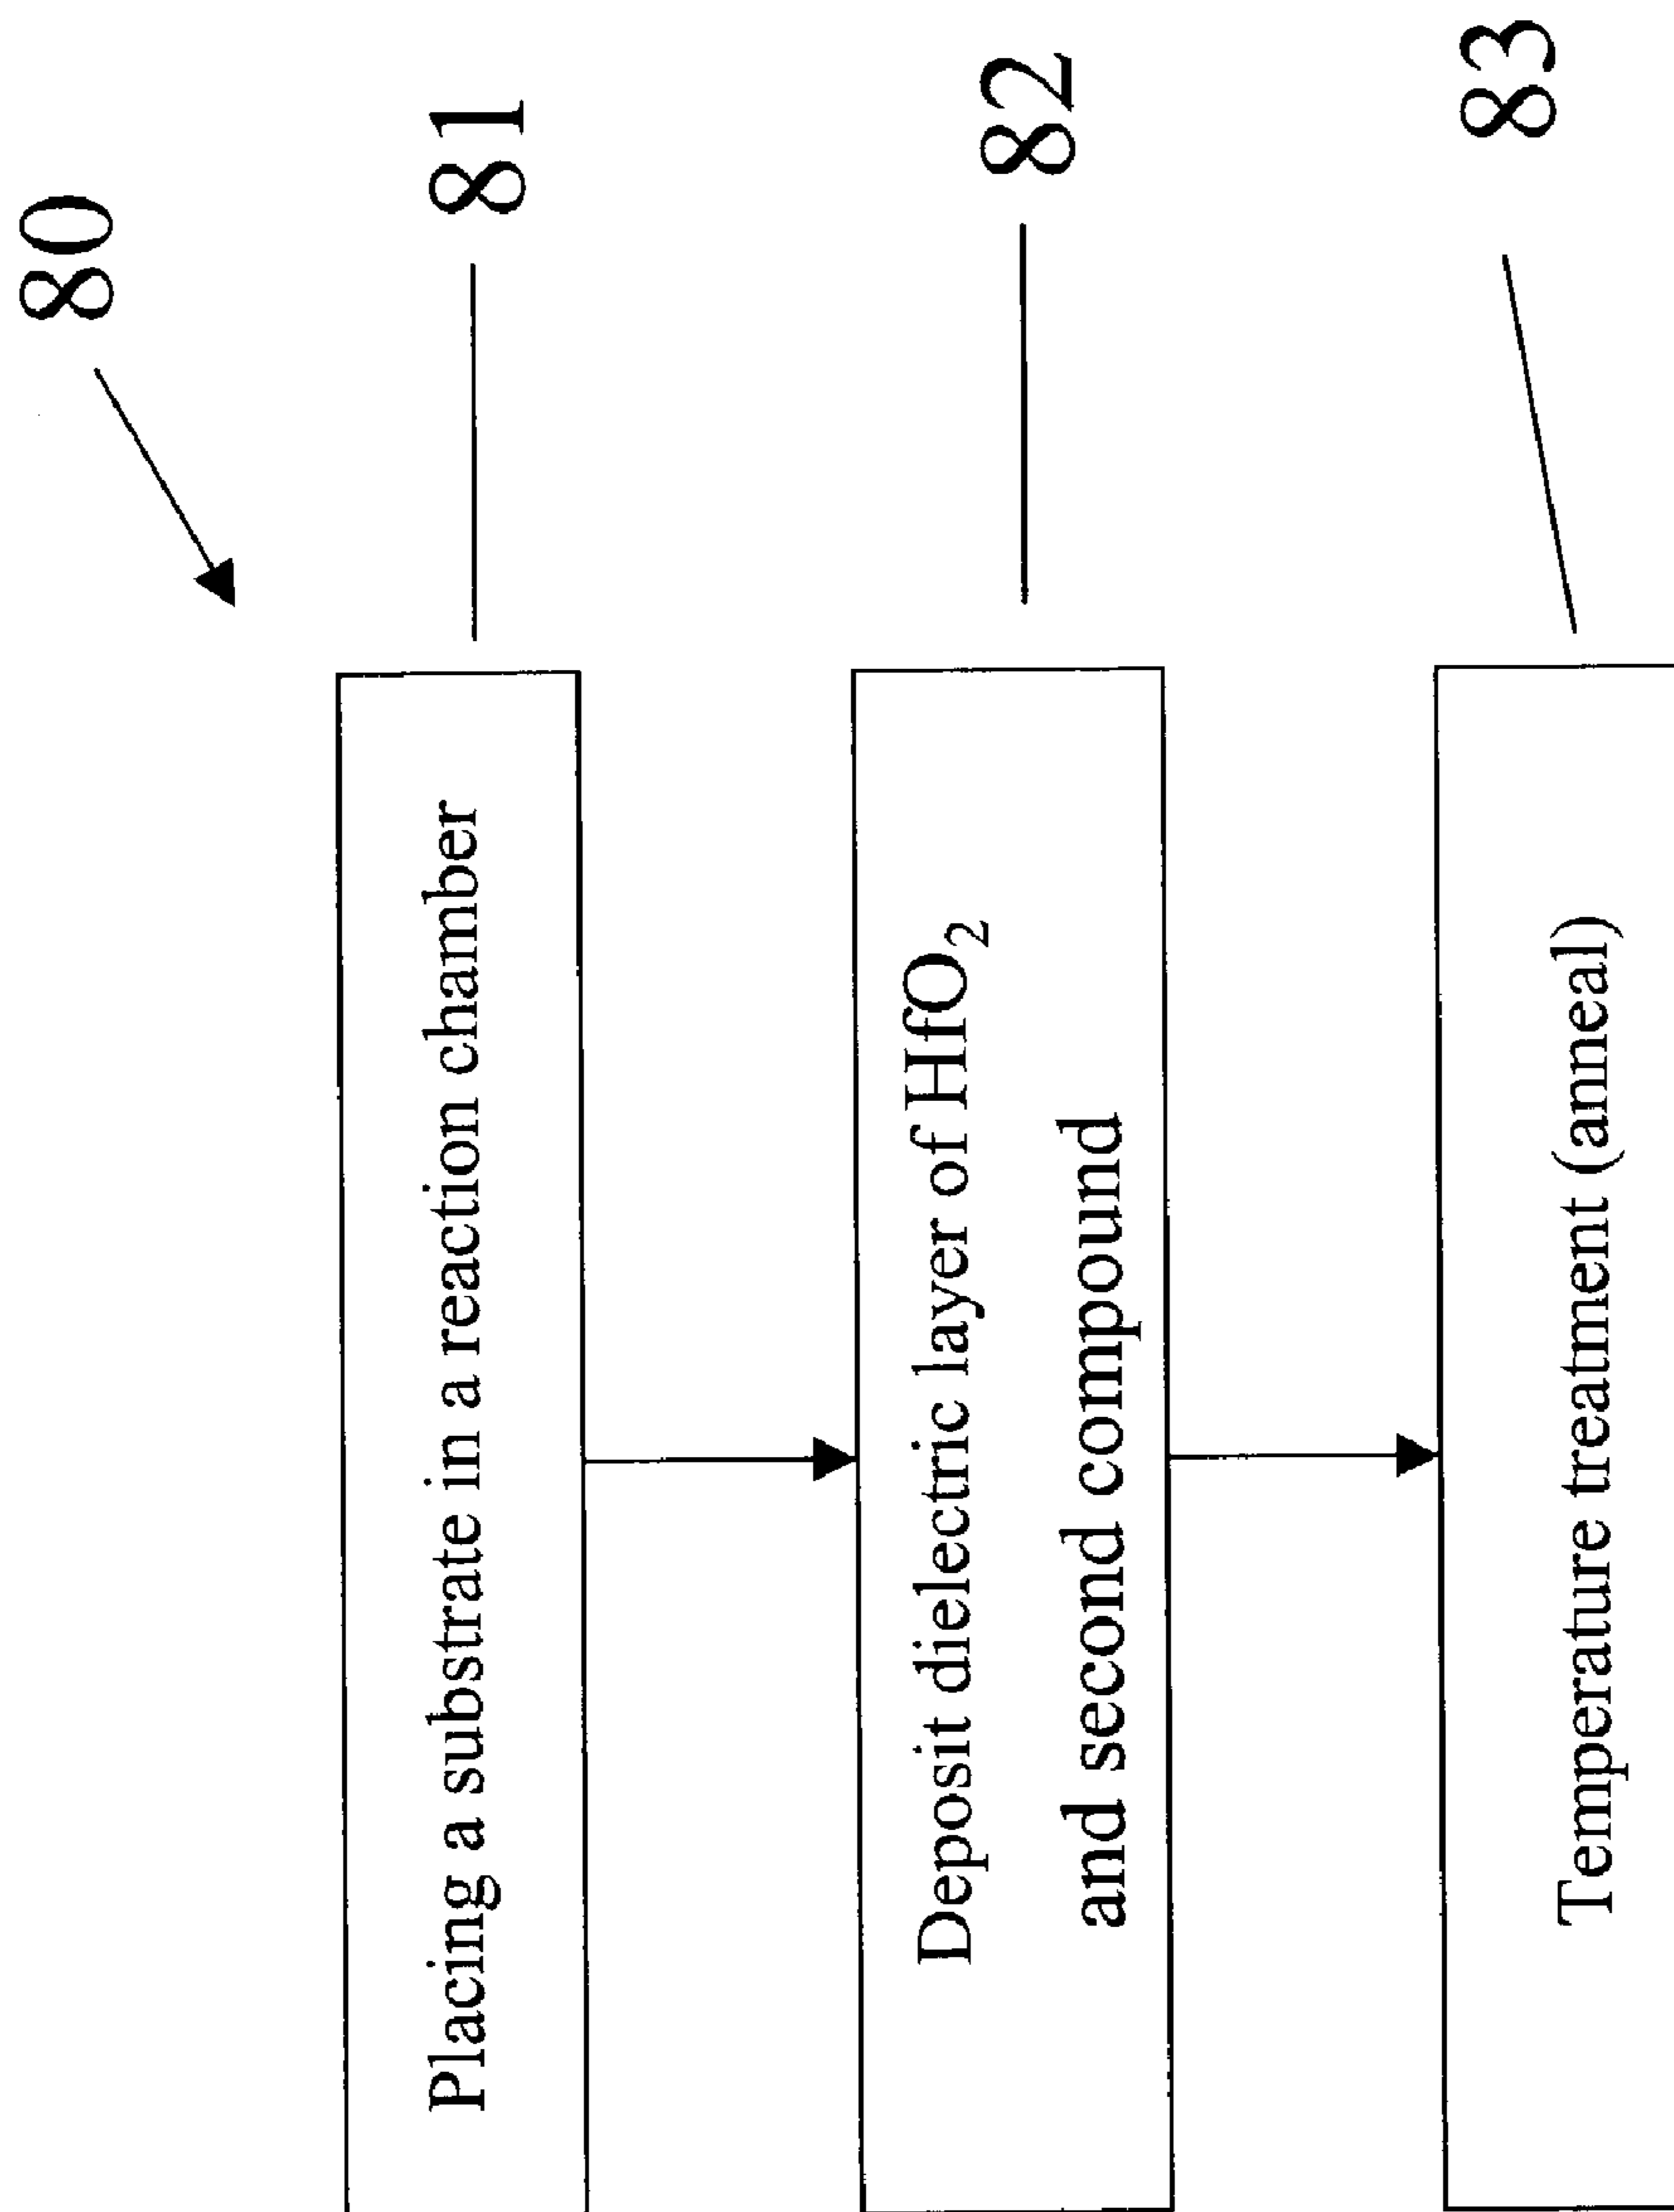 80
Placing a substrate in a reaction chamber
81
Deposit dielectric layer of HfO₂
and second compound
82
Temperature treatment (anneal)
83